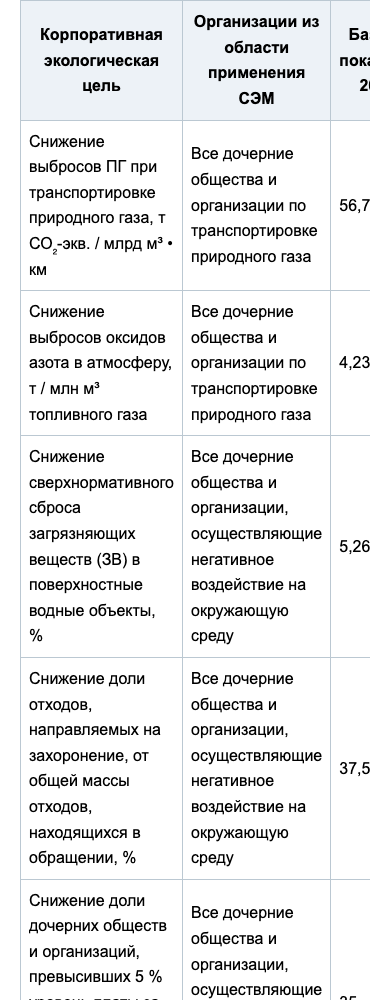 Корпоративная
экологическая
цель
Организации из
области
применения
СЭМ
Снижение
выбросов ПГ при
транспортировке
природного газа, т
CO₂-экв. / млрд м³ •
км
Все дочерние
общества и
организации по
транспортировке
природного газа
56,7
Снижение
выбросов оксидов
азота в атмосферу,
т / млн м³
топливного газа
Все дочерние
общества и
организации по
транспортировке
природного газа
4,23
Снижение
сверхнормативного
сброса
загрязняющих
веществ (ЗВ) в
поверхностные
водные объекты,
%
Все дочерние
общества и
организации,
осуществляющие
негативное
воздействие на
окружающую
среду
5,26
Снижение доли
отходов,
направляемых на
захоронение, от
общей массы
отходов,
находящихся в
обращении, %
Все дочерние
общества и
организации,
осуществляющие
негативное
воздействие на
окружающую
среду
37,5
Снижение доли
дочерних обществ
и организаций,
превысивших 5 %
Все дочерние
общества и
организации,
осуществляющие